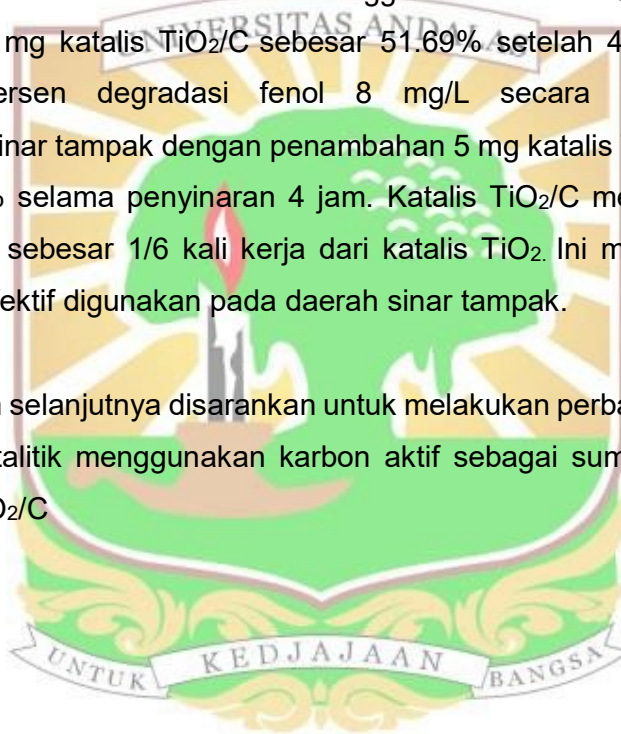 UNIVERSITAS ANDALAS
mg katalis TiO2/C sebesar 51.69% setelah 4
ersen degradasi fenol 8 mg/L secara
inar tampak dengan penambahan 5 mg katalis
selama penyinaran 4 jam. Katalis TiO2/C me
sebesar 1/6 kali kerja dari katalis TiO2. Ini m
fektif digunakan pada daerah sinar tampak.
selanjutnya disarankan untuk melakukan perba
talitik menggunakan karbon aktif sebagai sum
O2/C
UNTUK KEDJAJAAN BANGSA